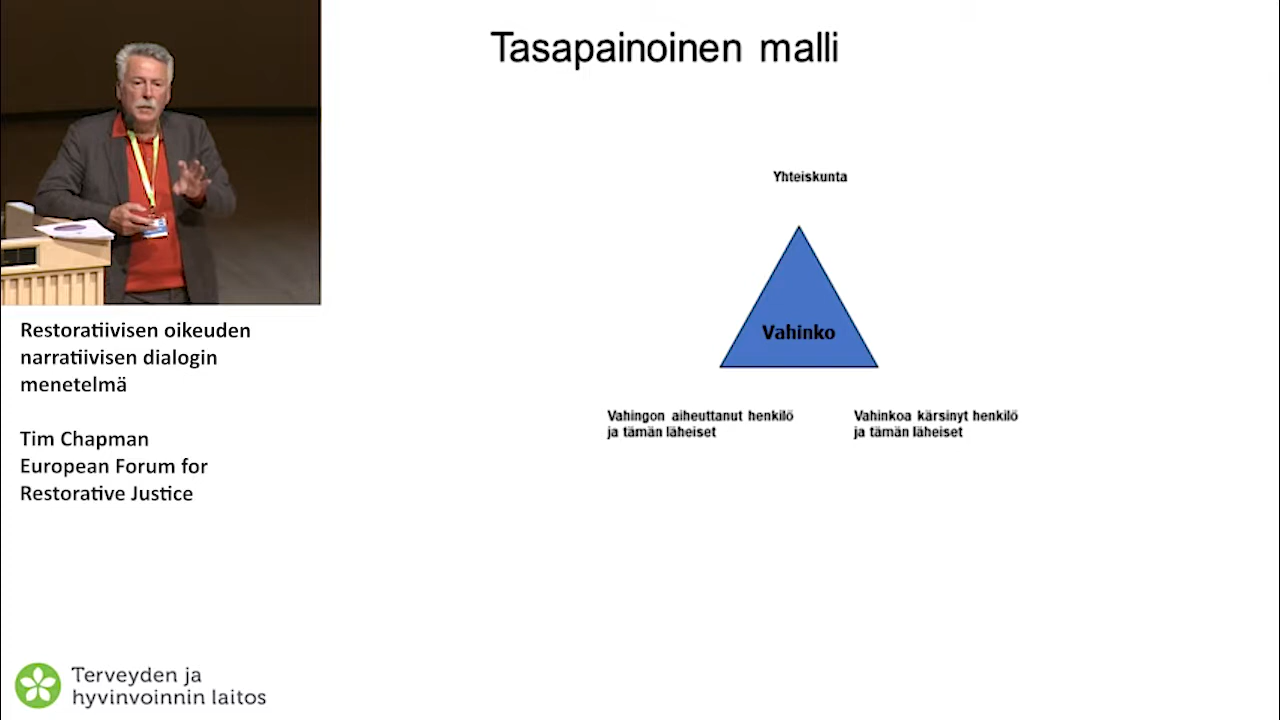 Tasapainoinen malli
Yhteiskunta
Vahinko
Vahingon aiheuttanut henkilö
ja tämän läheiset
Vahinkoa kärsinyt henkilö
ja tämän läheiset
Restoratiivisen oikeuden
narratiivisen dialogin
menetelmä
Tim Chapman
European Forum for
Restorative Justice
Terveyden ja
hyvinvoinnin laitos